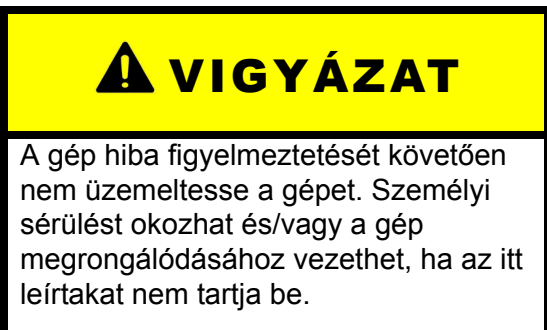 VIGYÁZAT
A gép hiba figyelmeztetését követően
nem üzemeltesse a gépet. Személyi
sérülést okozhat és/vagy a gép
megrongálódásához vezethet, ha az itt
leírtakat nem tartja be.